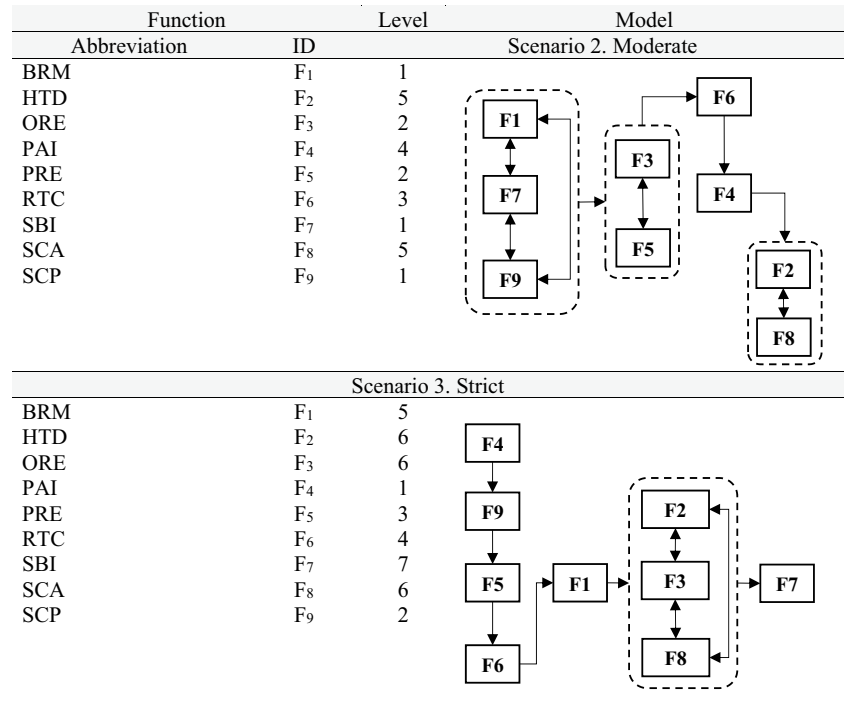 Function Level Model
Abbreviation ID Scenario 2. Moderate
BRM F₁ 1
HTD F₂ 5
ORE F₃ 2
PAI F₄ 4
PRE F₅ 2
RTC F₆ 3
SBI F₇ 1
SCA F₈ 5
SCP F₉ 1
F1
F7
F9
F3
F5
F6
F4
F2
F8
Scenario 3. Strict
BRM F₁ 5
HTD F₂ 6
ORE F₃ 6
PAI F₄ 1
PRE F₅ 3
RTC F₆ 4
SBI F₇ 7
SCA F₈ 6
SCP F₉ 2
F4
F9
F5
F6
F1
F2
F3
F8
F7